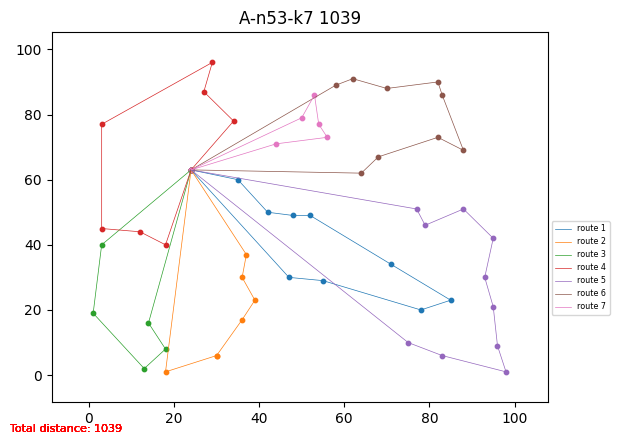 A-n53-k7 1039
100
80
60
40
20
0
0 20 40 60 80 100
route 1
route 2
route 3
route 4
route 5
route 6
route 7
Total distance: 1039